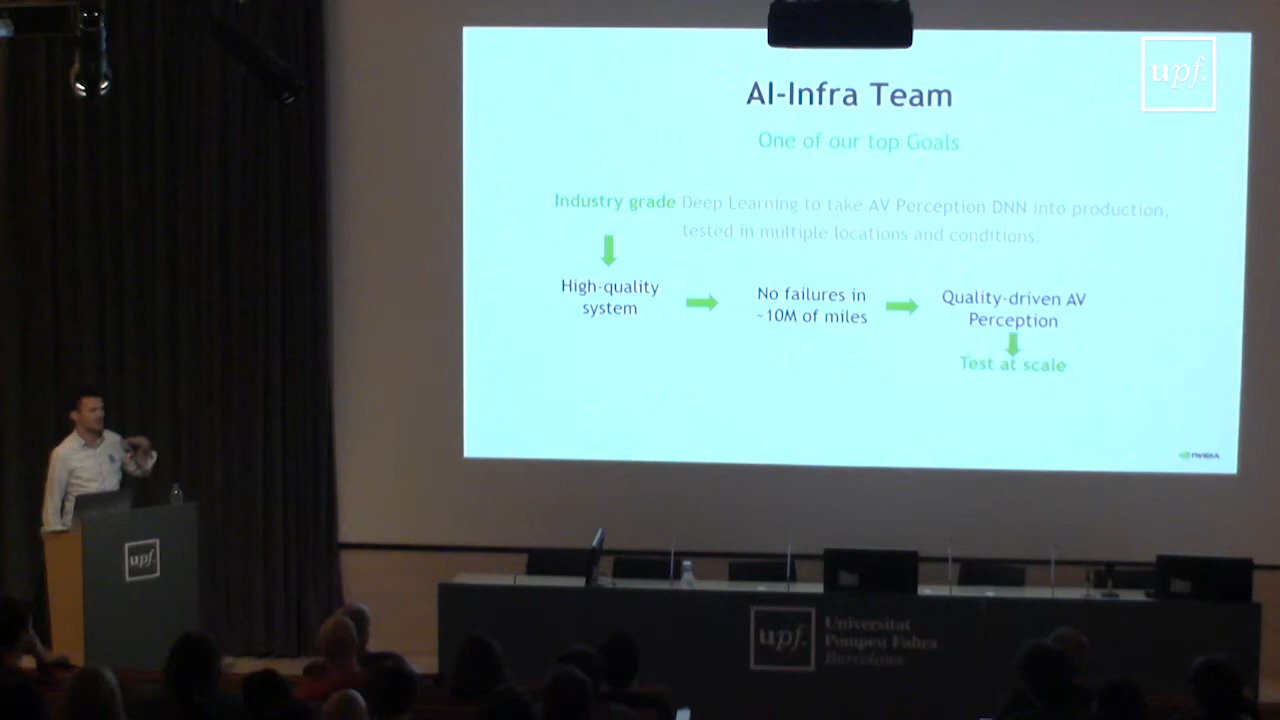 upf.
AI-Infra Team
One of our top Goals
Industry grade Deep Learning to take AV Perception DNN into production,
tested in multiple locations and conditions.
High-quality
system
No failures in
~10M of miles
Quality-driven AV
Perception
Test at scale
NVIDIA
upf.
upf.
Universitat
Pompeu Fabra
Barcelona